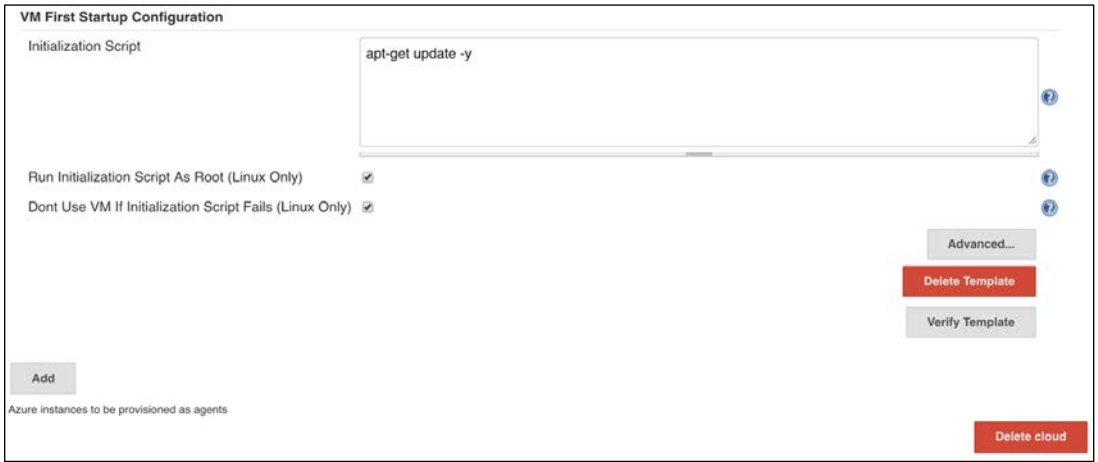 VM First Startup Configuration
Initialization Script
apt-get update -y
Run Initialization Script As Root (Linux Only)
Dont Use VM If Initialization Script Fails (Linux Only)
Advanced...
Delete Template
Verify Template
Add
Azure instances to be provisioned as agents
Delete cloud